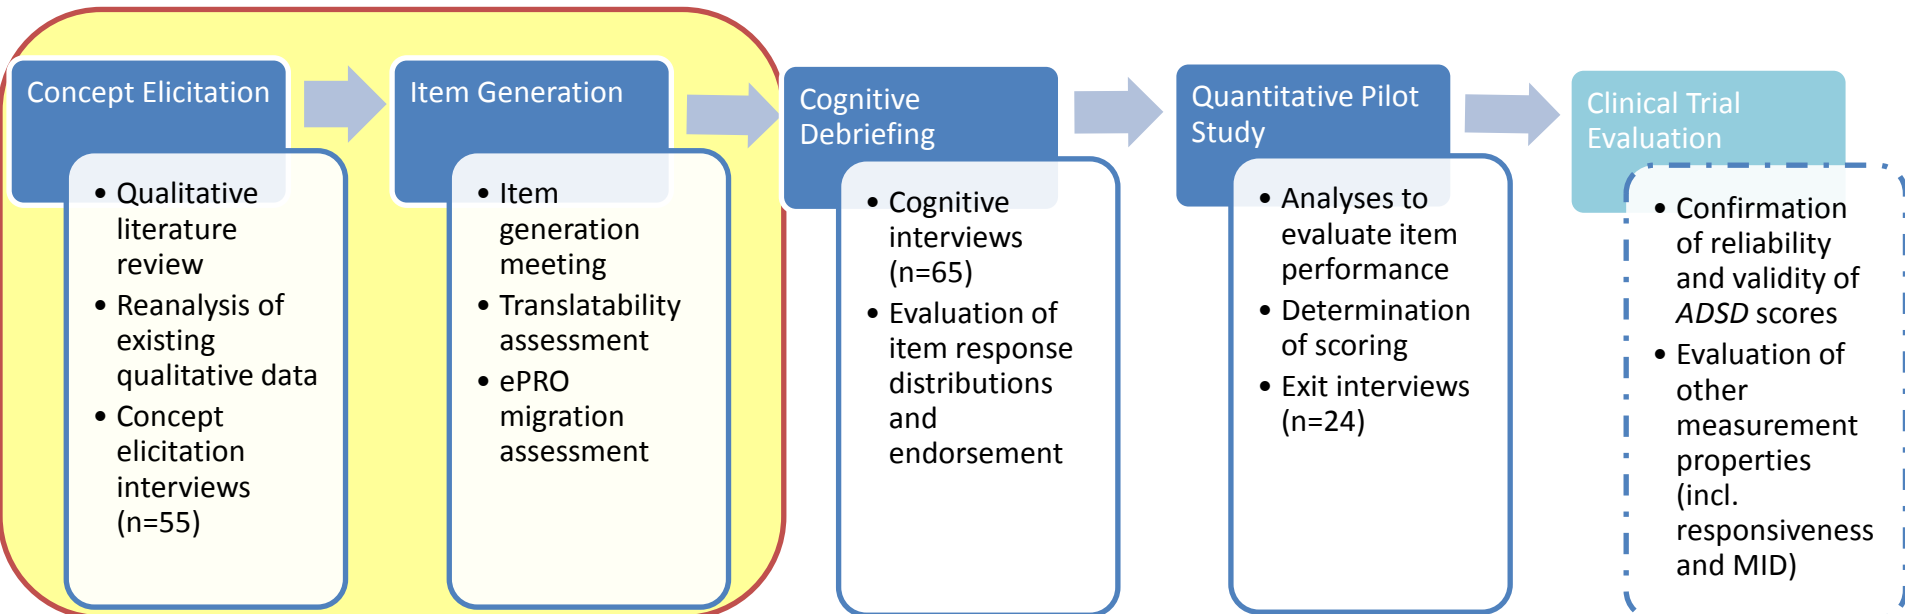 Concept Elicitation
• Qualitative
literature
review
• Reanalysis of
existing
qualitative data
• Concept
elicitation
interviews
(n=55)
Item Generation
• Item
generation
meeting
• Translatability
assessment
• ePRO
migration
assessment
Cognitive
Debriefing
• Cognitive
interviews
(n=65)
• Evaluation of
item response
distributions
and
endorsement
Quantitative Pilot
Study
• Analyses to
evaluate item
performance
• Determination
of scoring
• Exit interviews
(n=24)
Clinical Trial
Evaluation
• Confirmation
of reliability
and validity of
ADSD scores
• Evaluation of
other
measurement
properties
(incl.
responsiveness
and MID)